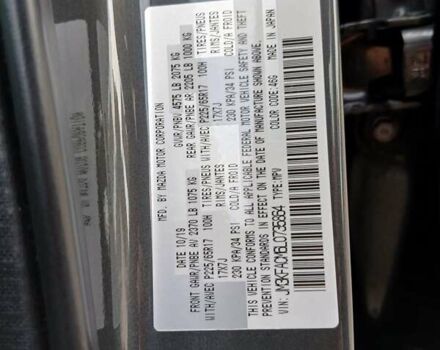 MFD. BY MAZDA MOTOR CORPORATION
10/19 GVWR/PNBV 4575 LB 2075 KG
FRONT GAWR/PNBE AV 2370 LB 1075 KG REAR GAWR/PNBE AR 2205 LB 1000 KG
WITH/AVEC P225/65R17 100H TIRES/PNEUS WITH/AVEC P225/65R17 100H TIRES/PNEUS
17X7J RIMS/JANTES 17X7J RIMS/JANTES
230 KPA/34 PSI COLD/A FROID 230 KPA/34 PSI COLD/A FROID
THIS VEHICLE CONFORMS TO ALL APPLICABLE FEDERAL MOTOR VEHICLE SAFETY AND THEFT
PREVENTION STANDARDS IN EFFECT ON THE DATE OF MANUFACTURE SHOWN ABOVE.
VIN: TYPE:MPV COLOR CODE:46G MADE IN JAPAN